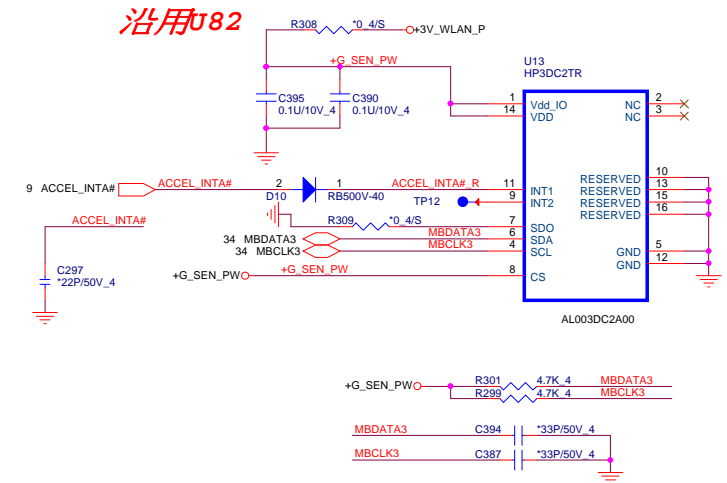 沿用U82
R308 *0_4/S
+3V_WLAN_P
+G_SEN_PW
U13
HP3DC2TR
C395
0.1U/10V_4
C390
0.1U/10V_4
1 Vdd_IO
14 VDD
NC 2
NC 3
RESERVED 10
RESERVED 13
RESERVED 15
RESERVED 16
9 ACCEL_INTA# ACCEL_INTA# 2 1 ACCEL_INTA#_R 11 INT1
D10 RB500V-40
TP12 9 INT2
ACCEL_INTA#
R309 *0_4/S 7 SDO
34 MBDATA3 MBDATA3 6 SDA
34 MBCLK3 MBCLK3 4 SCL
GND 5
GND 12
+G_SEN_PW +G_SEN_PW 8 CS
C297
*22P/50V_4
AL003DC2A00
+G_SEN_PW R301 4.7K_4 MBDATA3
R299 4.7K_4 MBCLK3
MBDATA3 C394 *33P/50V_4
MBCLK3 C387 *33P/50V_4